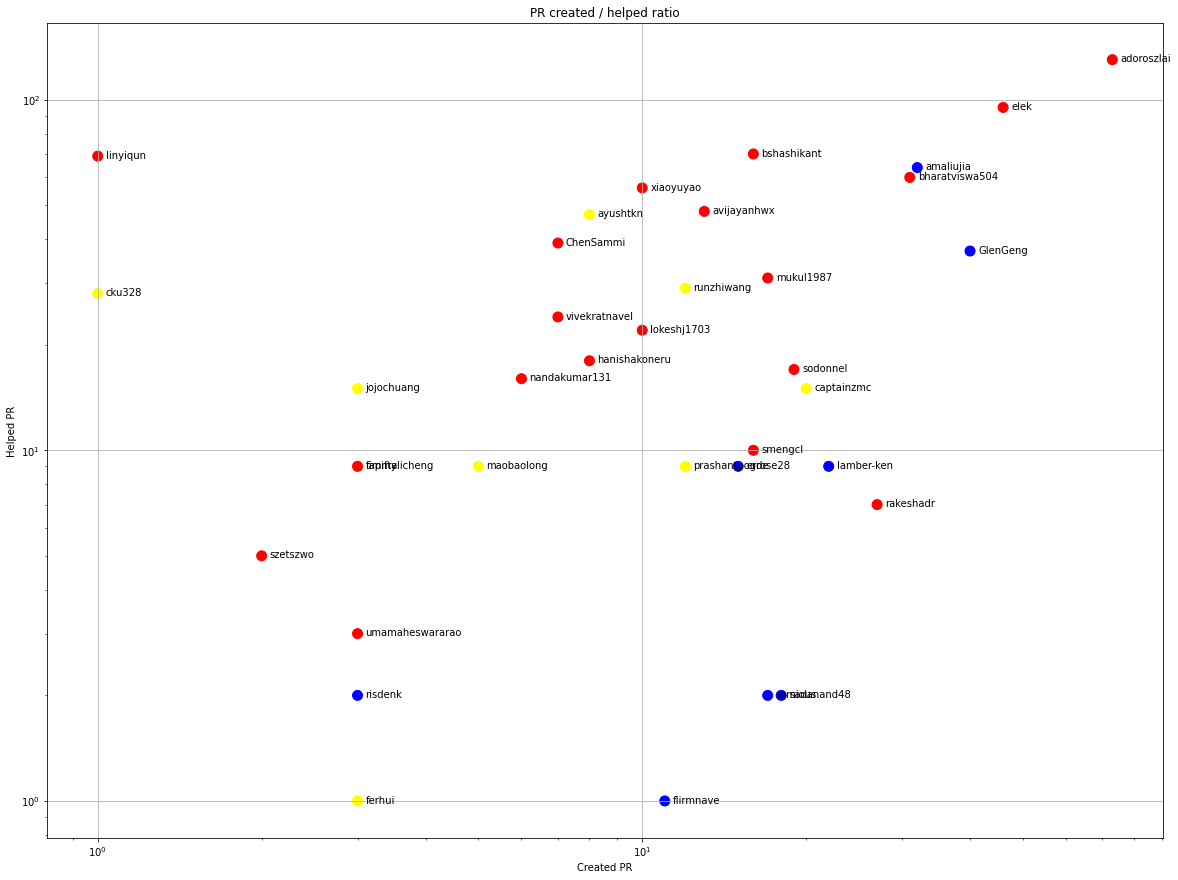 PR created / helped ratio
adoroszlai
10²
elek
bshashikant
linyiqun
amaliujia
bharatviswa504
xiaoyuyao
avijayanhwx
ayushtkn
ChenSammi
GlenGeng
mukul1987
runzhiwang
cku328
vivekratnavel
lokeshj1703
hanishakoneru
sodonnel
nandakumar131
jojochuang
captainzmc
Helped PR
10¹
smengcl
maobaolong
lamber-ken
rakeshadr
szetszwo
umamaheswararao
risdenk
10⁰
ferhui
flirmnave
10⁰
10¹
Created PR